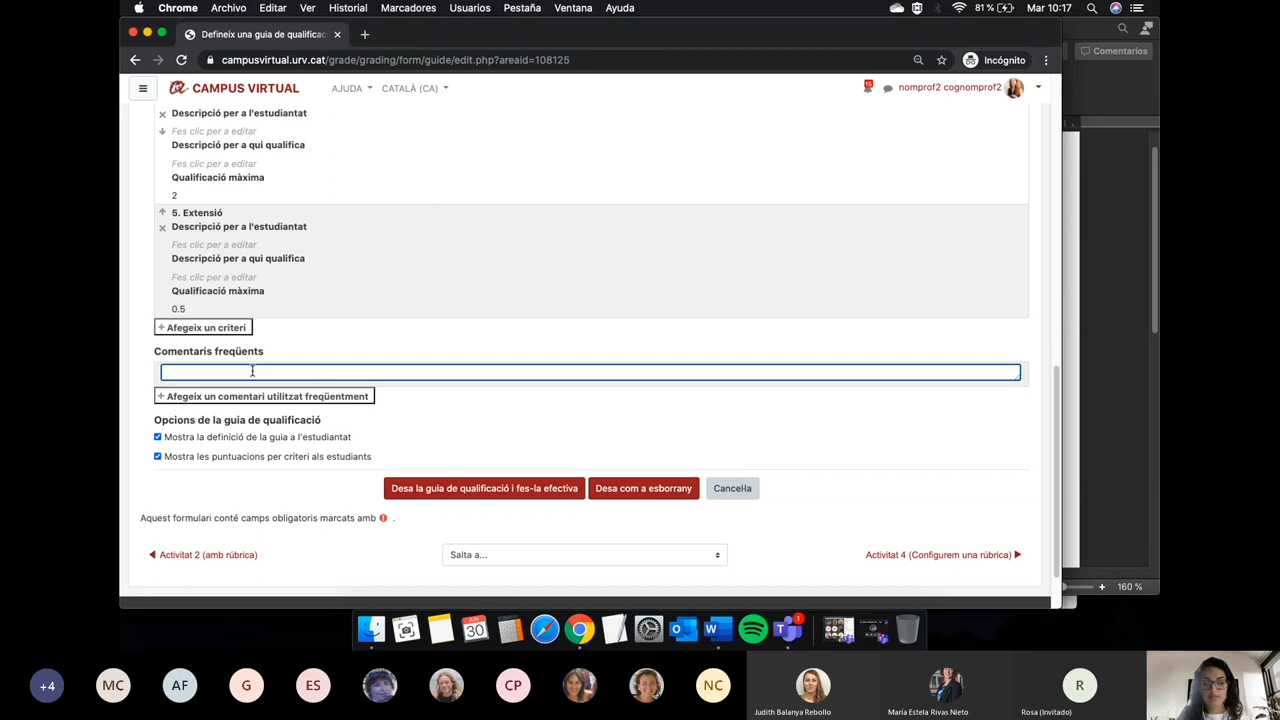 Chrome Archivo Editar Ver Historial Marcadores Usuarios Pestaña Ventana Ayuda 81 % Mar 10:17
Defineix una guia de qualificac
Comentarios
campusvirtual.urv.cat/grade/grading/form/guide/edit.php?areaid=108125 Incógnito
CAMPUS VIRTUAL AJUDA CATALÀ (CA) 15 nomprof2 cognomprof2
Descripció per a l'estudiantat
Fes clic per a editar
Descripció per a qui qualifica
Fes clic per a editar
Qualificació màxima
2
5. Extensió
Descripció per a l'estudiantat
Fes clic per a editar
Descripció per a qui qualifica
Fes clic per a editar
Qualificació màxima
0.5
+ Afegeix un criteri
Comentaris freqüents
+ Afegeix un comentari utilitzat freqüentment
Opcions de la guia de qualificació
Mostra la definició de la guia a l'estudiantat
Mostra les puntuacions per criteri als estudiants
Desa la guia de qualificació i fes-la efectiva Desa com a esborrany Cancel·la
Aquest formulari conté camps obligatoris marcats amb .
Activitat 2 (amb rúbrica) Salta a... Activitat 4 (Configurem una rúbrica)
160 %
JUN
30
1
+4 MC AF G ES CP NC R
Judith Balanya Rebollo María Estela Rivas Nieto Rosa (Invitado)